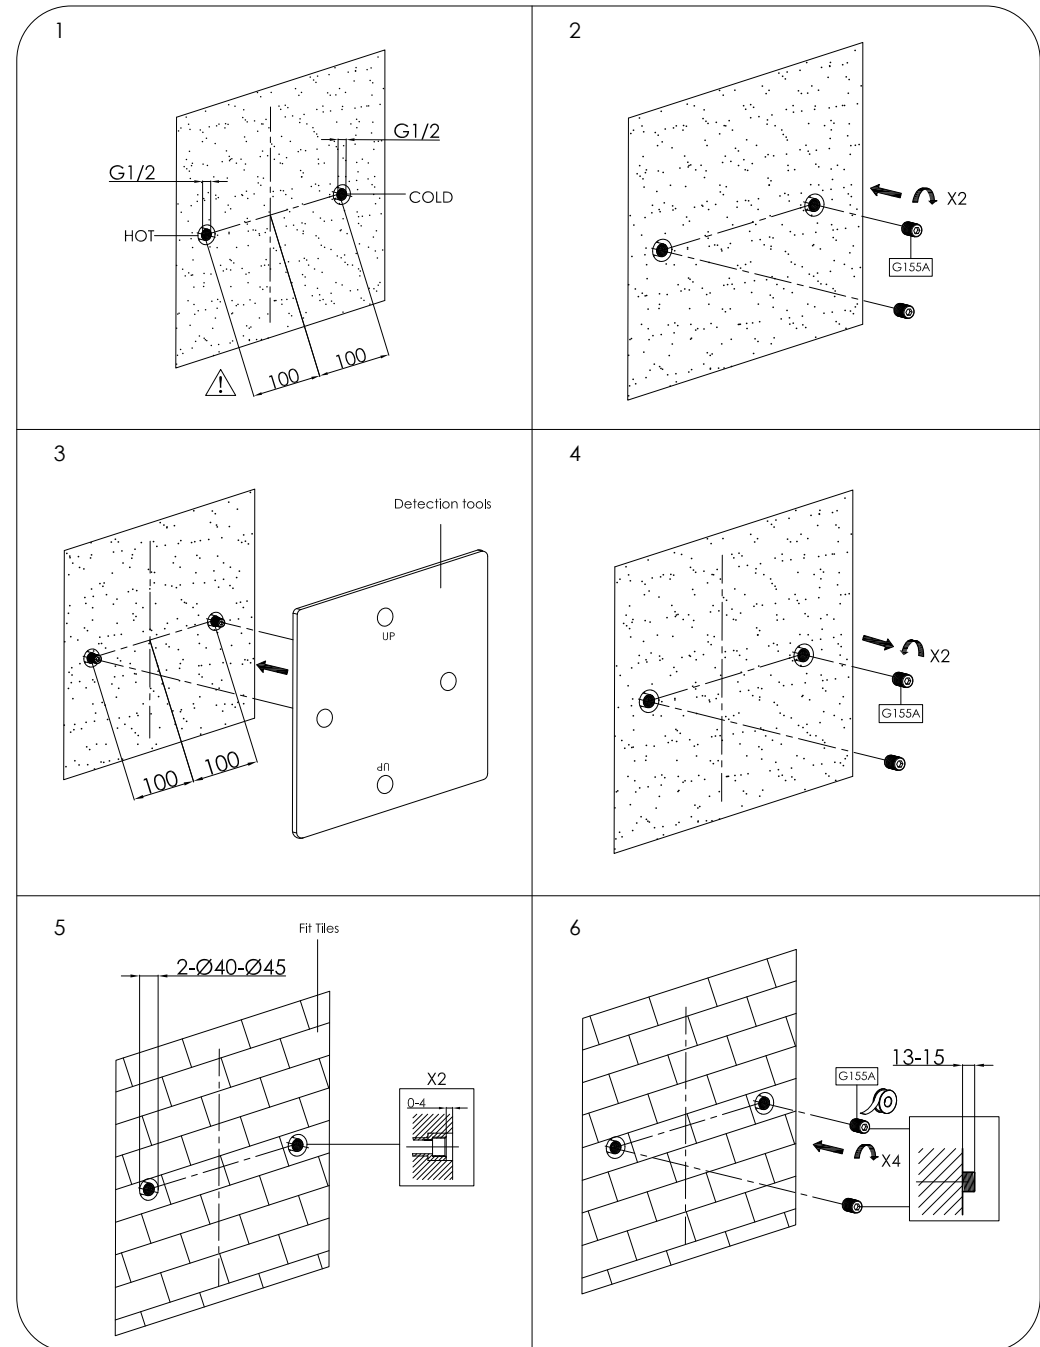 1
G1/2
G1/2
HOT
COLD
100
100
2
X2
G155A
3
Detection tools
UP
UP
100
100
4
X2
G155A
5
Fit Tiles
2-Ø40-Ø45
X2
0-4
6
13-15
G155A
X4